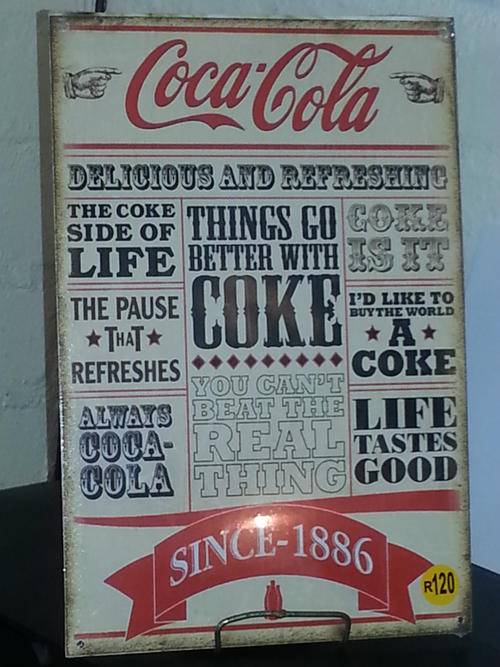 Coca-Cola
DELICIOUS AND REFRESHING
THE COKE
SIDE OF
LIFE
THINGS GO
BETTER WITH
COKE
COKE
IS IT
THE PAUSE
THAT
REFRESHES
I'D LIKE TO
BUY THE WORLD
A
COKE
ALWAYS
COCA-
COLA
YOU CAN'T
BEAT THE
REAL
THING
LIFE
TASTES
GOOD
SINCE-1886
R120